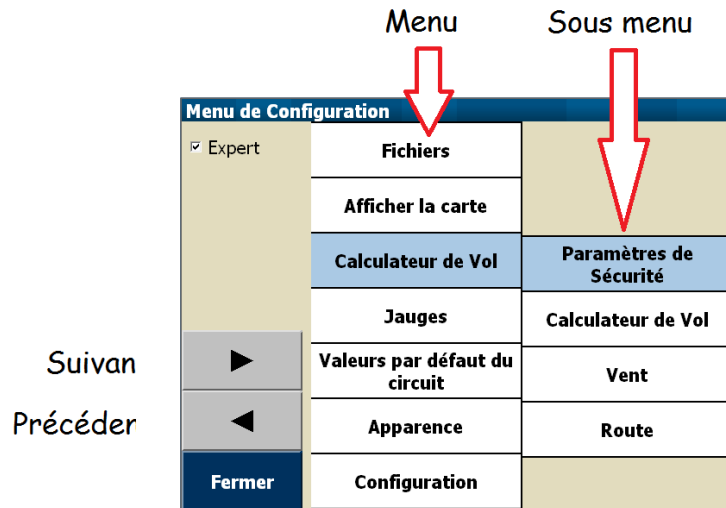 Menu
Sous menu
Menu de Configuration
Expert
Fichiers
Afficher la carte
Calculateur de Vol
Paramètres de
Sécurité
Jauges
Calculateur de Vol
Suivan
Valeurs par défaut du
circuit
Vent
Précéder
Apparence
Route
Fermer
Configuration